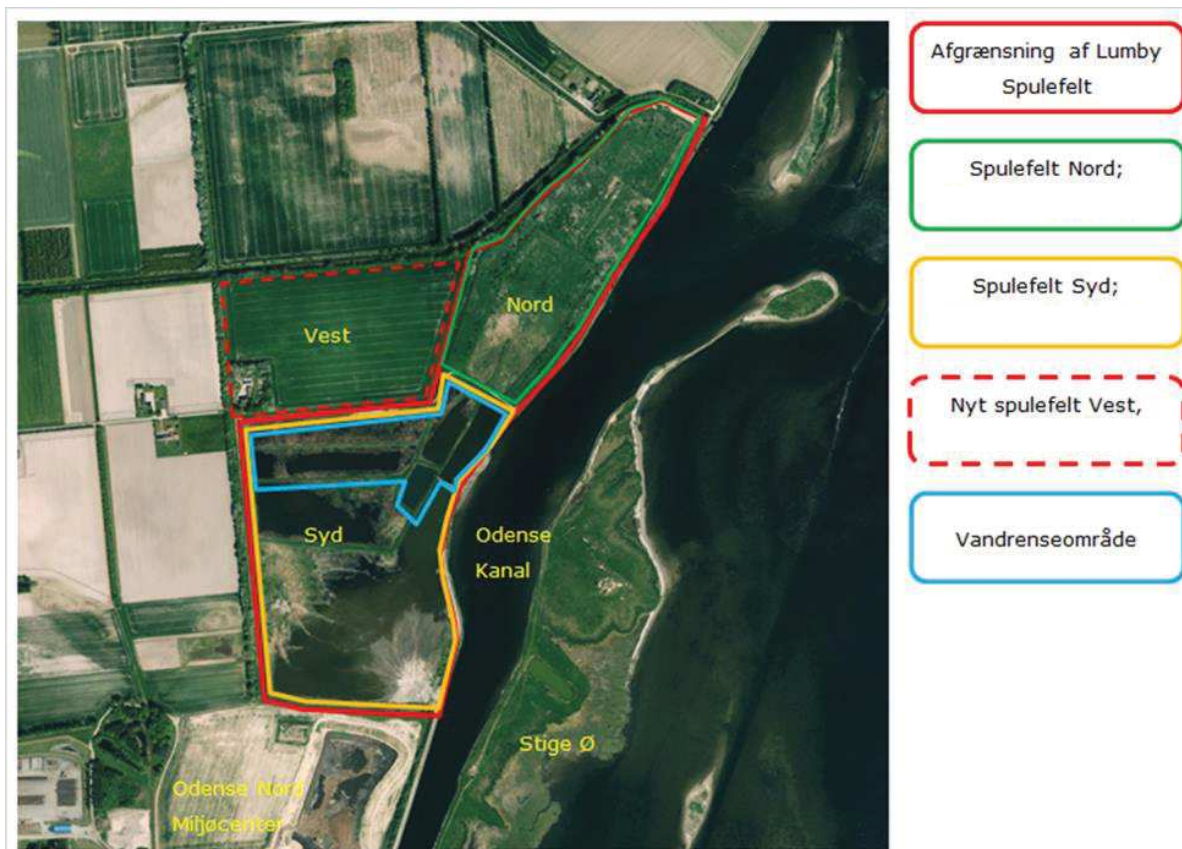 Nord
Vest
Syd
Odense
Kanal
Stige Ø
Odense Nord
Miljøcenter
Afgrænsning af Lumby
Spulefelt
Spulefelt Nord;
Spulefelt Syd;
Nyt spulefelt Vest,
Vandrenseområde